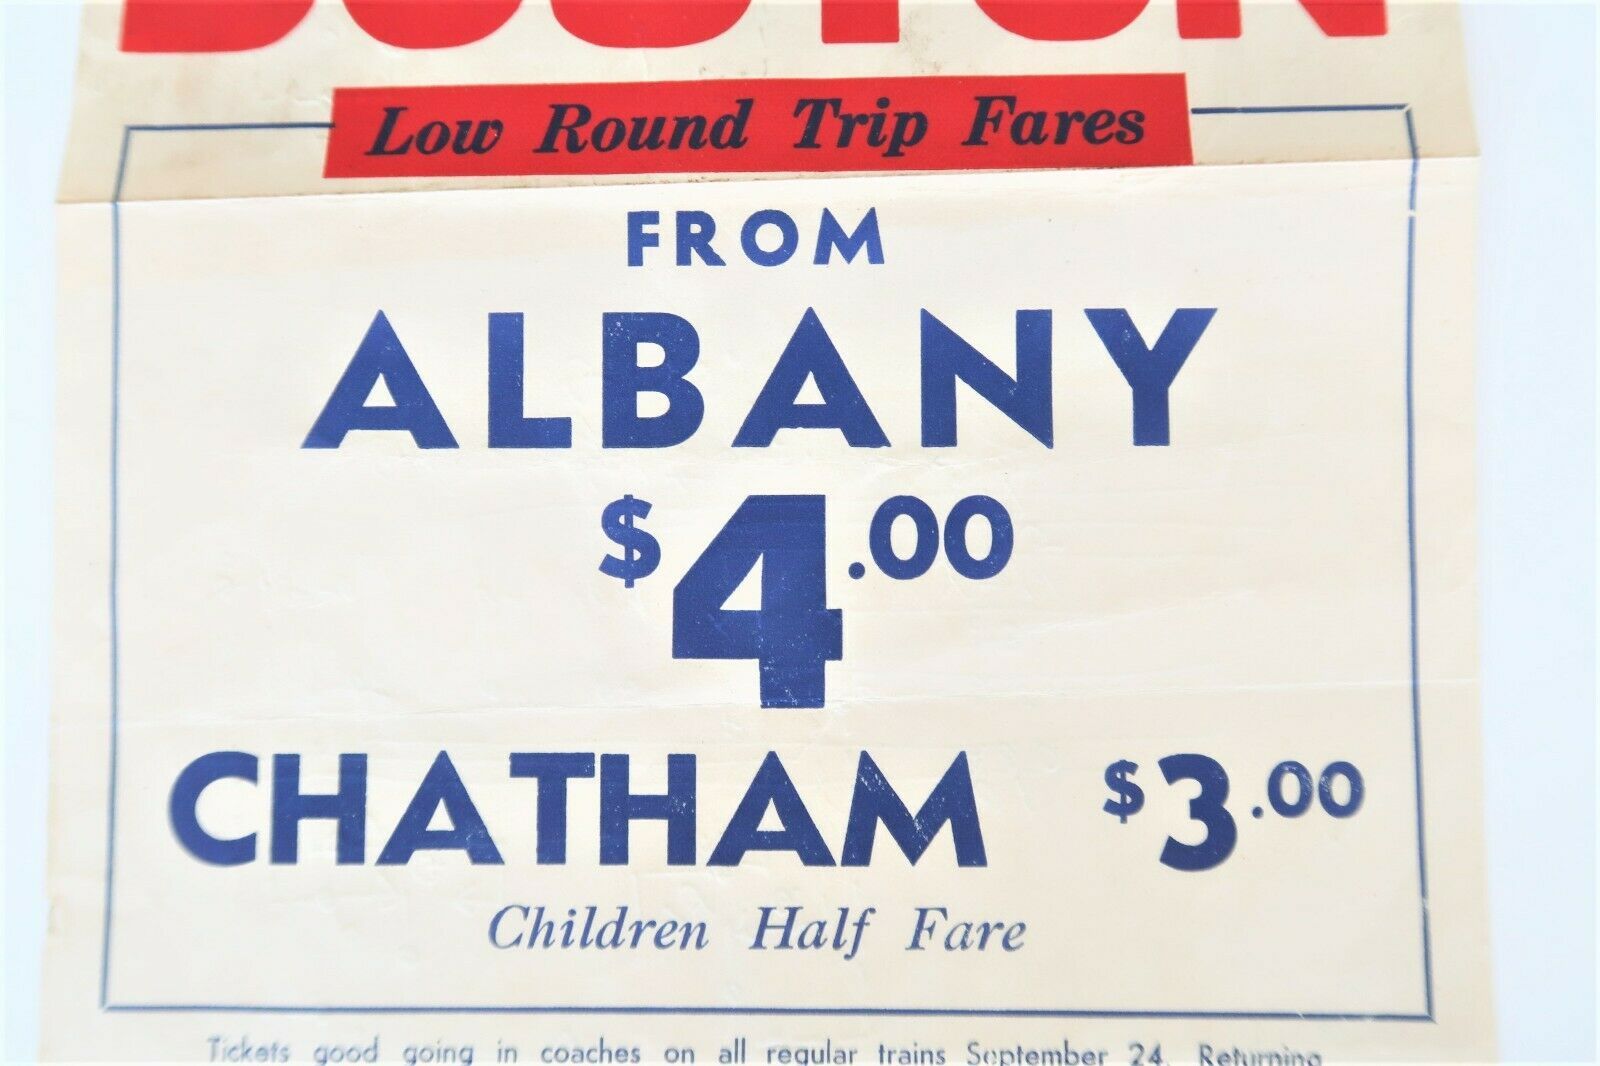 BOSTON
Low Round Trip Fares
FROM
ALBANY
$4.00
CHATHAM $3.00
Children Half Fare
Tickets good going in coaches on all regular trains September 24. Returning